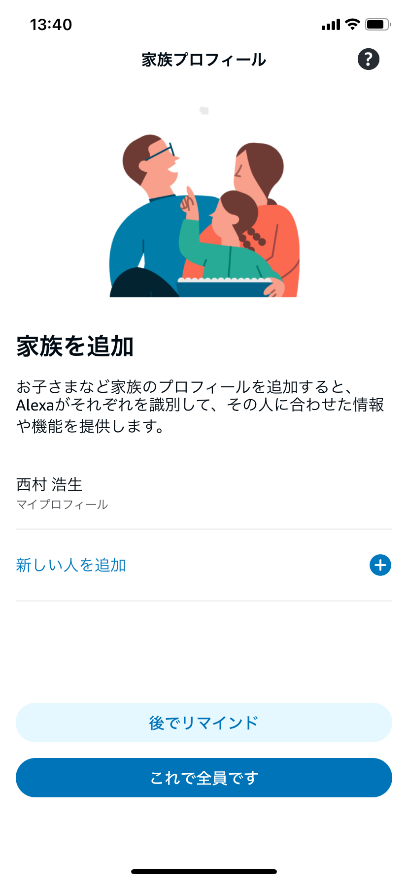 13:40
家族プロフィール
?
家族を追加
お子さまなど家族のプロフィールを追加すると、
Alexaがそれぞれを識別して、その人に合わせた情報
や機能を提供します。
西村 浩生
マイプロフィール
新しい人を追加
後でリマインド
これで全員です